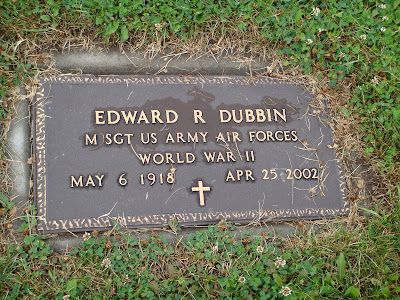 EDWARD R DUBBIN
M SGT US ARMY AIR FORCES
WORLD WAR II
MAY 6 1918 APR 25 2002